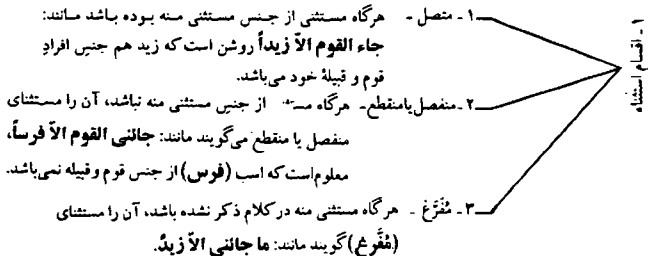 ۱ ـ اقسام استثناء
۱ ـ متصل ـ هرگاه مستثنی از جنس مستثنی منه بوده باشد مانند:
جاء القوم الاّ زیداً روشن است که زید هم جنسِ افرادِ
قوم و قبیلهٔ خود می‌باشد.
۲ ـ منفصل یا منقطع ـ هرگاه از جنسِ مستثنی منه نباشد، آن را مستثنای
منفصل یا منقطع می‌گویند مانند: جائنی القوم الاّ فرساً،
معلوم است که اسب (فرس) از جنس قوم و قبیله نمی‌باشد.
۳ ـ مُفَرَّغ ـ هرگاه مستثنی منه در کلام ذکر نشده باشد، آن را مستثنای
(مُفَّرغ) گویند مانند: ما جائنی الاّ زیدٌ.